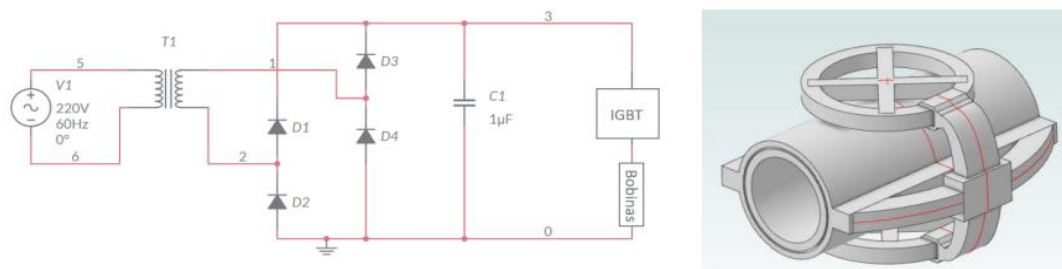 T1
5
V1
220V
60Hz
0°
6
1
2
D1
D2
D3
D4
C1
1µF
3
IGBT
Bobinas
0